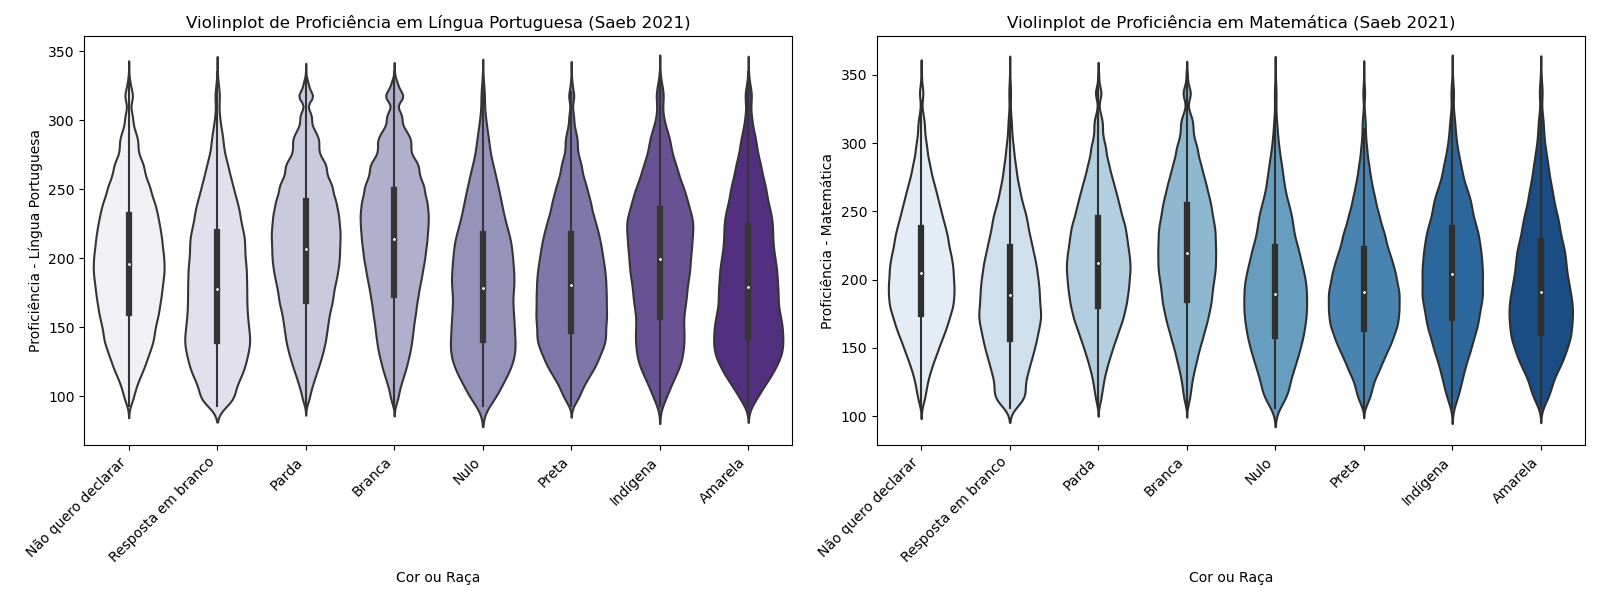 Violinplot de Proficiência em Língua Portuguesa (Saeb 2021)
Proficiência - Língua Portuguesa
350
300
250
200
150
100
Não quero declarar
Resposta em branco
Parda
Branca
Nulo
Preta
Indígena
Amarela
Cor ou Raça
Violinplot de Proficiência em Matemática (Saeb 2021)
Proficiência - Matemática
350
300
250
200
150
100
Não quero declarar
Resposta em branco
Parda
Branca
Nulo
Preta
Indígena
Amarela
Cor ou Raça